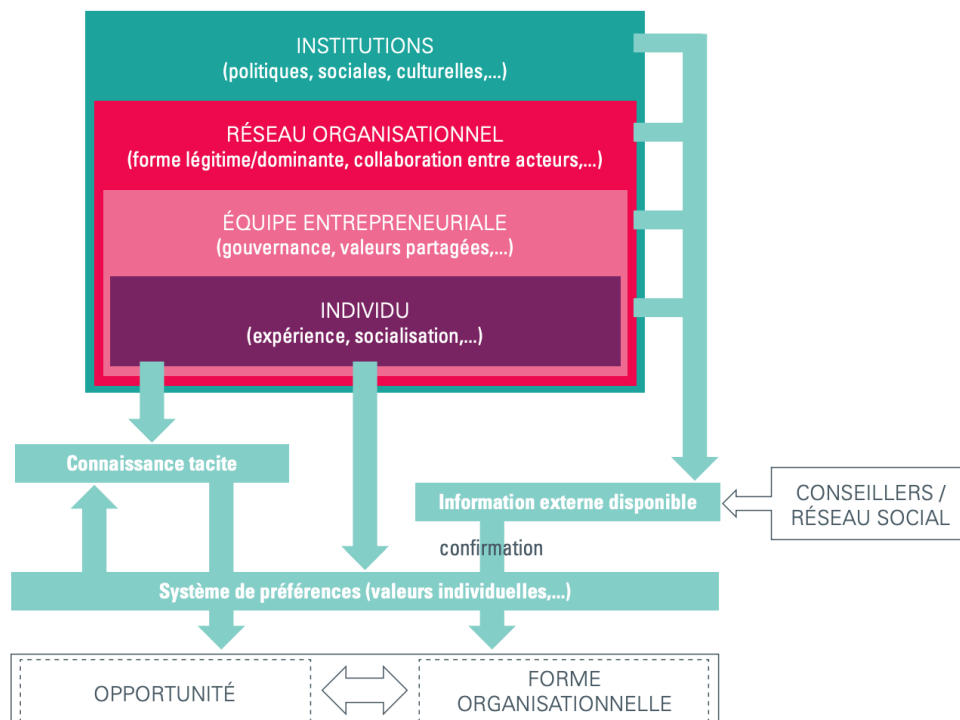 INSTITUTIONS
(politiques, sociales, culturelles,...)
RÉSEAU ORGANISATIONNEL
(forme légitime/dominante, collaboration entre acteurs,...)
ÉQUIPE ENTREPRENEURIALE
(gouvernance, valeurs partagées,...)
INDIVIDU
(expérience, socialisation,...)
Connaissance tacite
Information externe disponible
CONSEILLERS /
RÉSEAU SOCIAL
confirmation
Système de préférences (valeurs individuelles,...)
OPPORTUNITÉ
FORME
ORGANISATIONNELLE